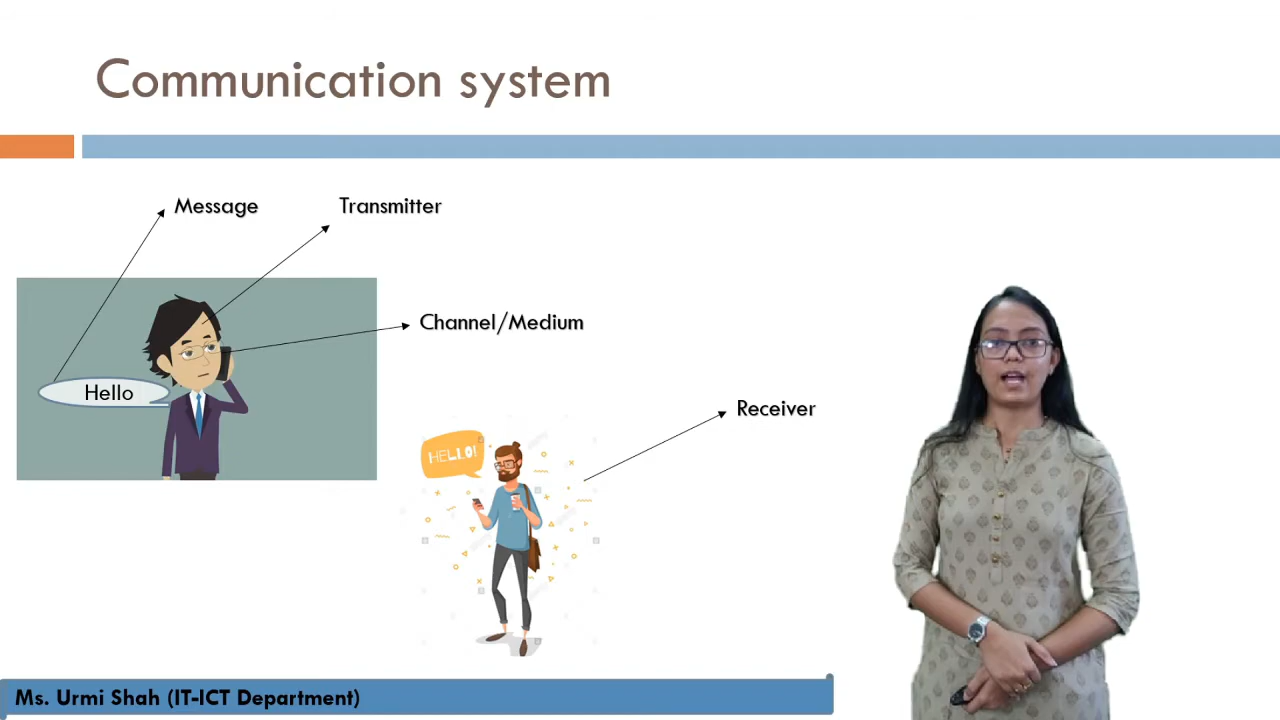 Communication system
Message
Transmitter
Channel/Medium
Hello
Receiver
HELLO!
Ms. Urmi Shah (IT-ICT Department)